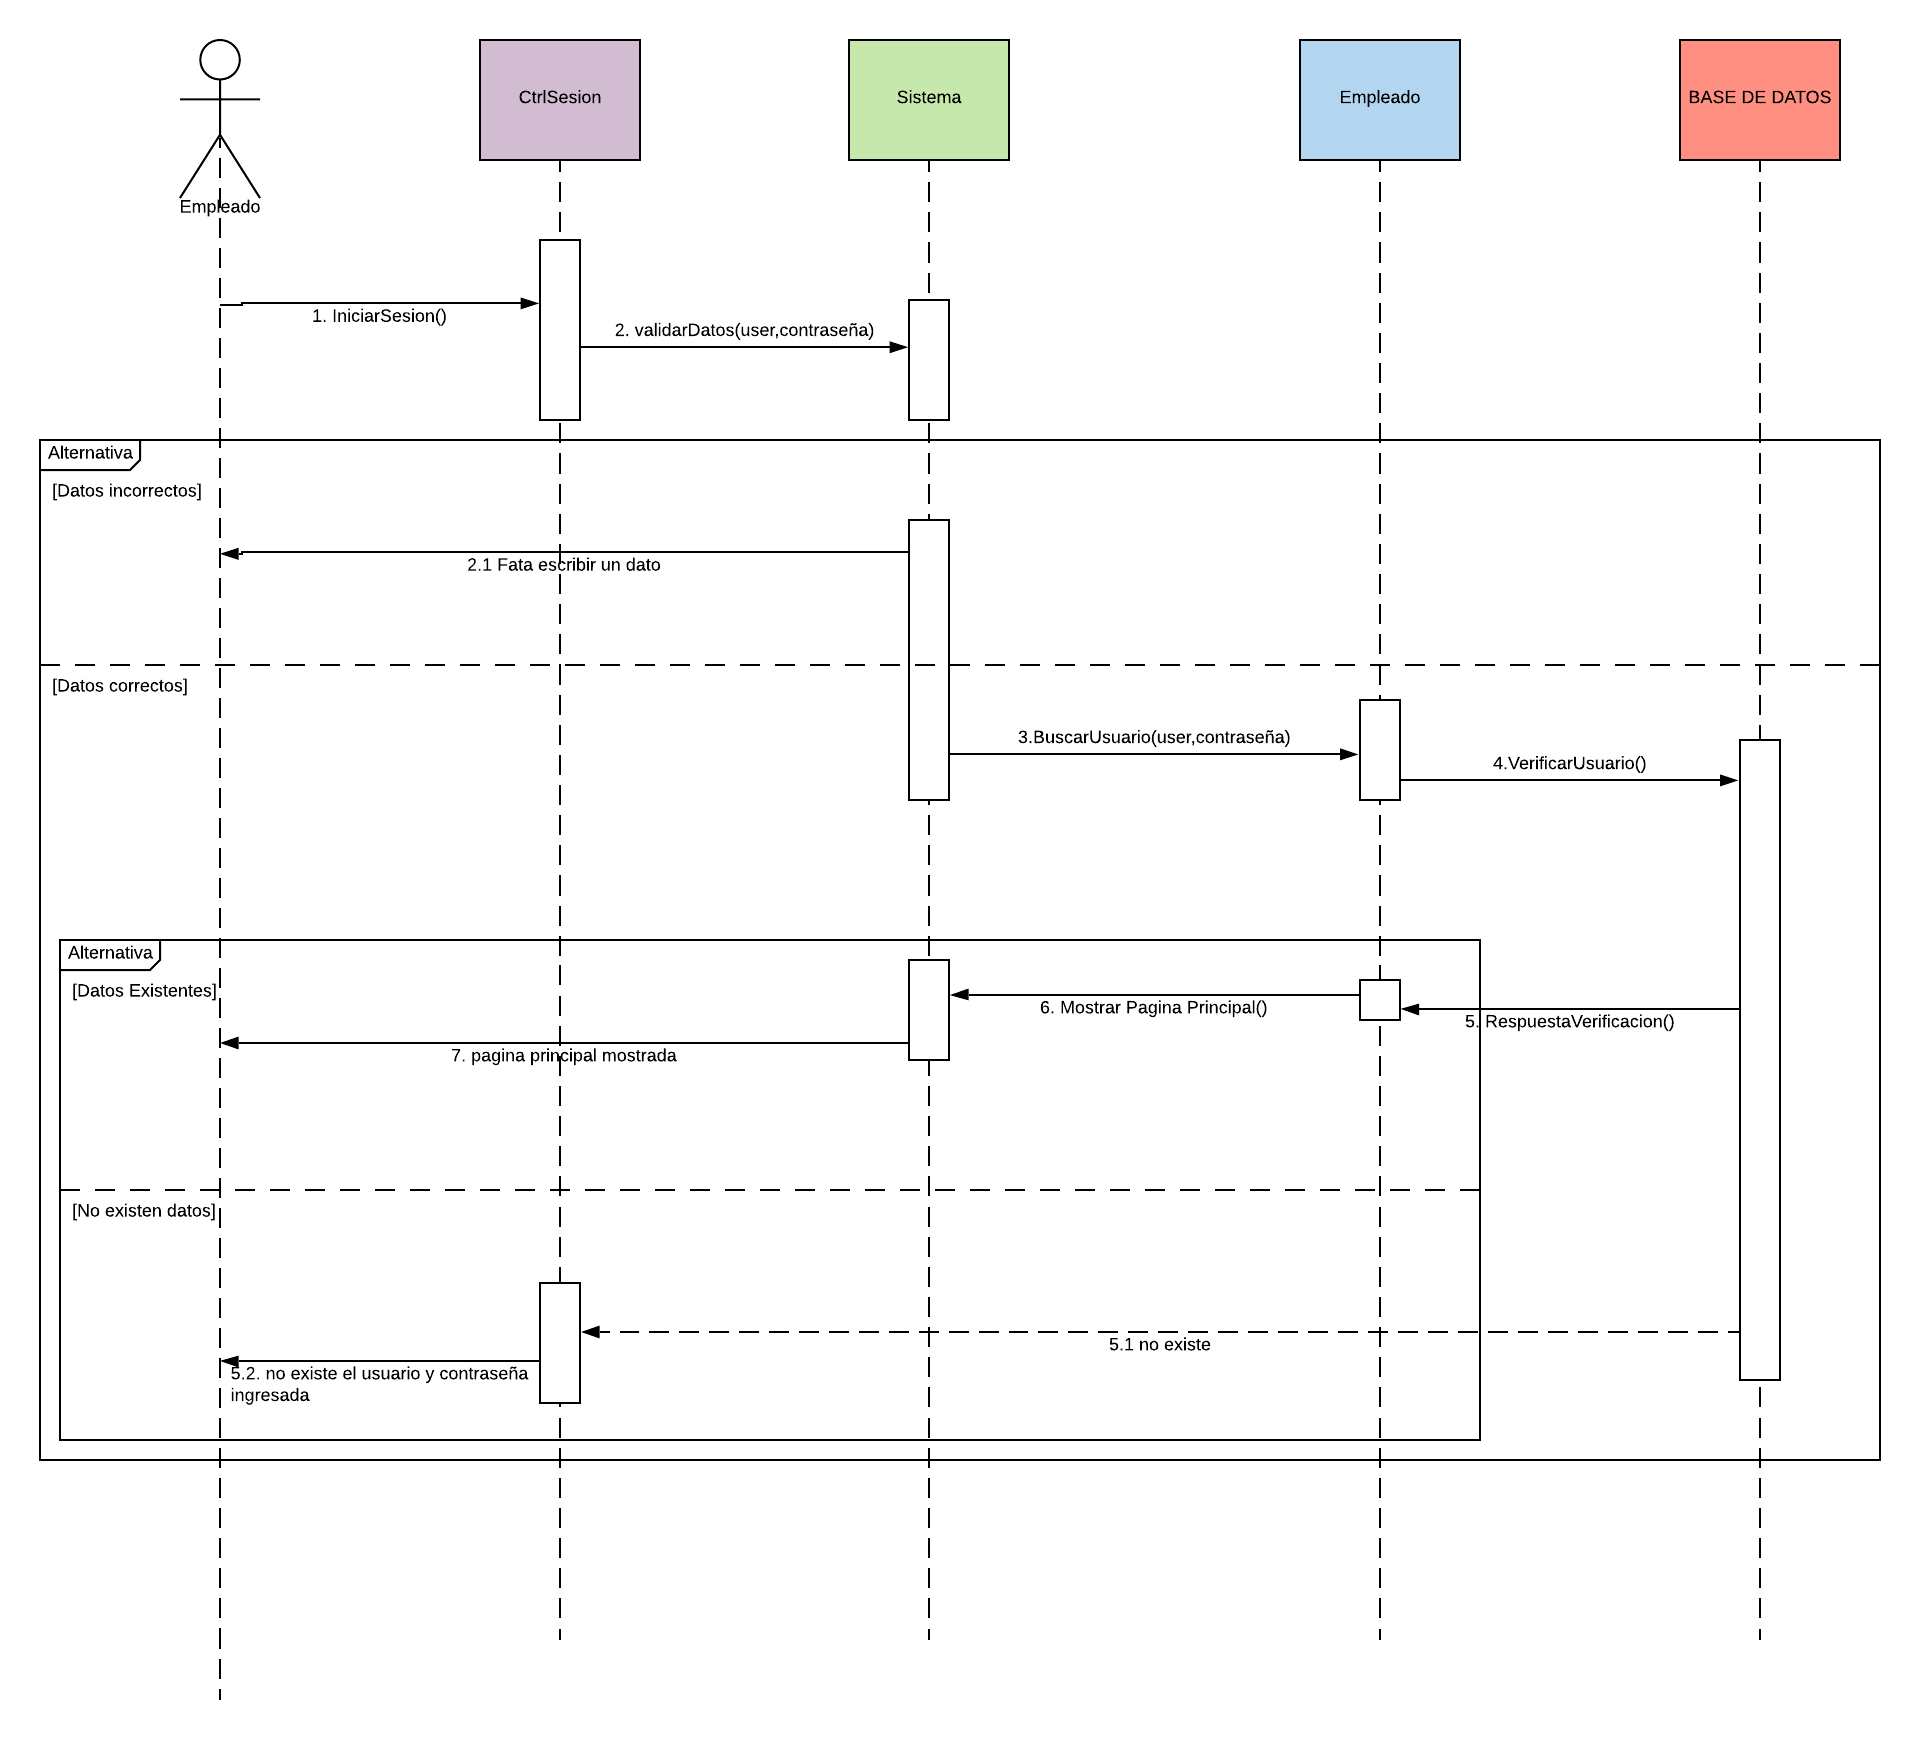 CtrlSesion
Sistema
Empleado
BASE DE DATOS
Empleado
1. IniciarSesion()
2. validarDatos(user,contraseña)
Alternativa
[Datos incorrectos]
2.1 Fata escribir un dato
[Datos correctos]
3.BuscarUsuario(user,contraseña)
4.VerificarUsuario()
Alternativa
[Datos Existentes]
6. Mostrar Pagina Principal()
5. RespuestaVerificacion()
7. pagina principal mostrada
[No existen datos]
5.1 no existe
5.2. no existe el usuario y contraseña
ingresada